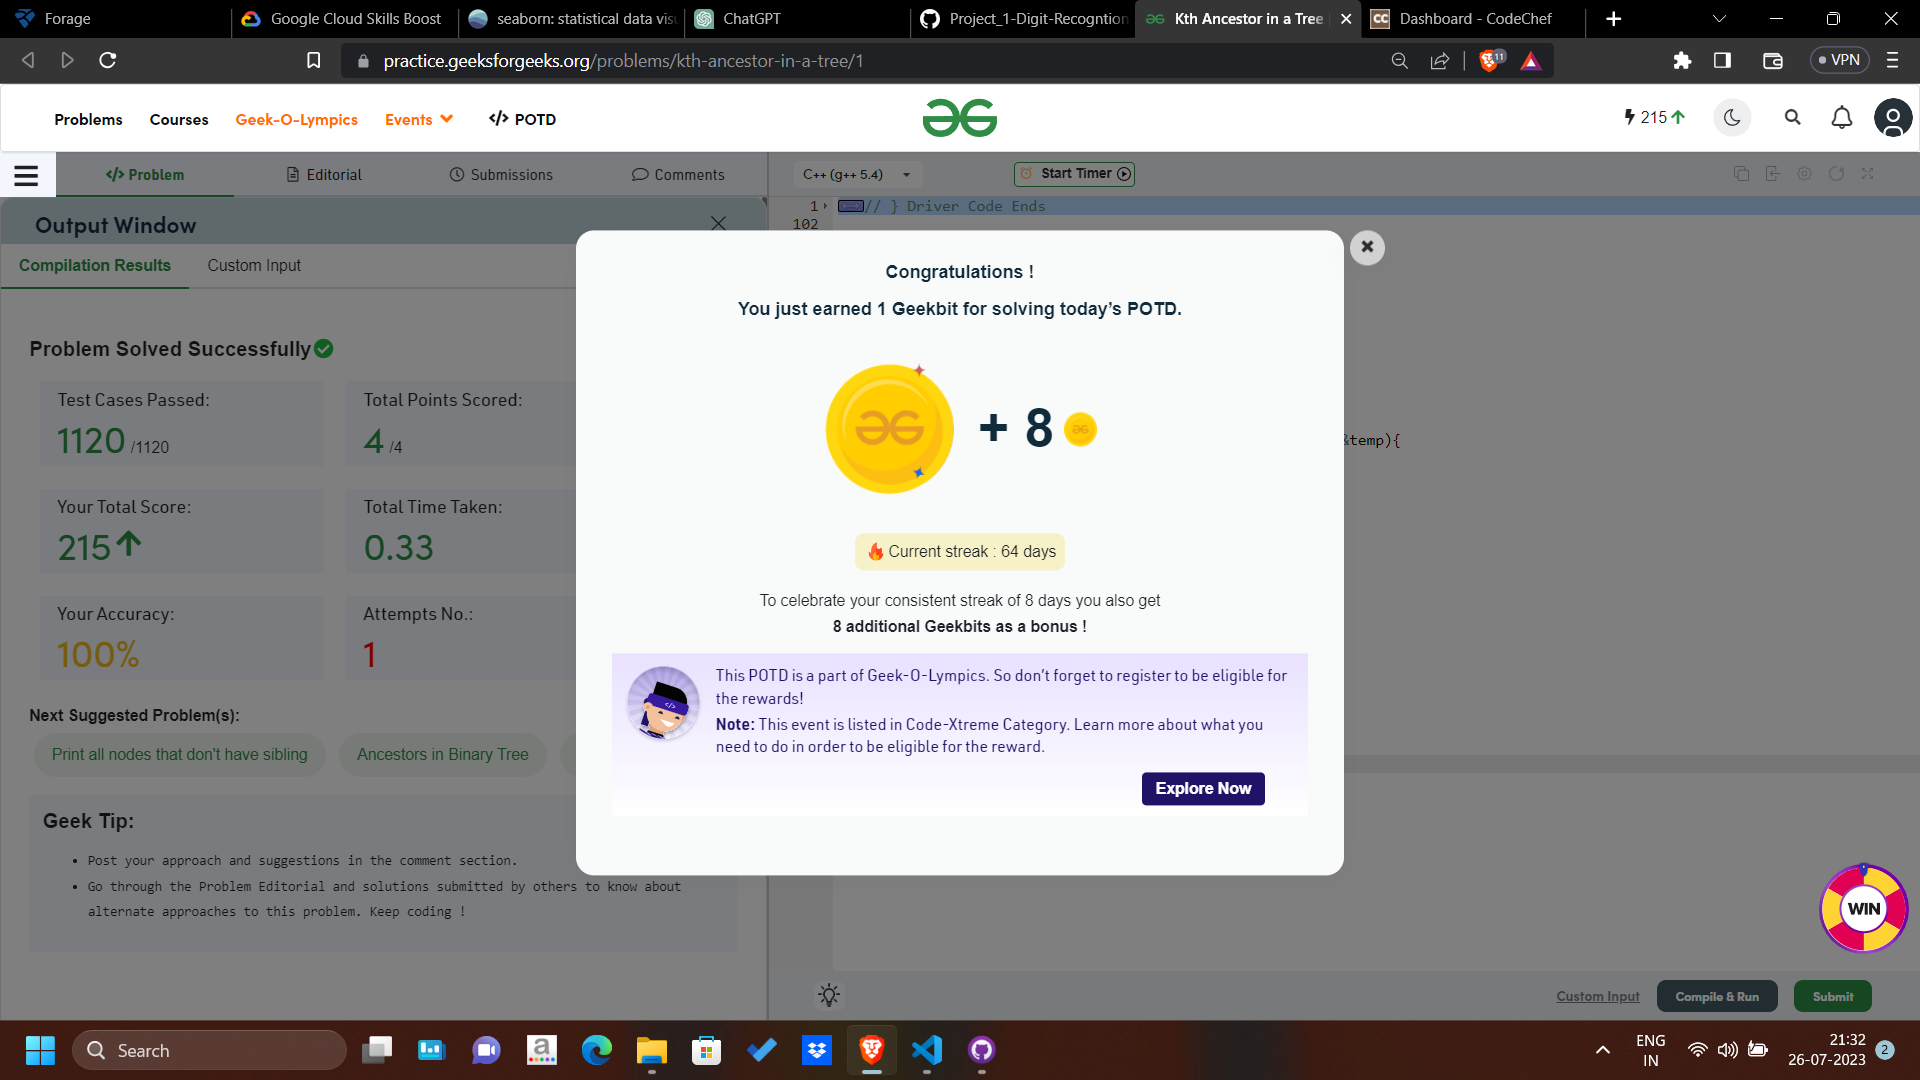 Forage
Google Cloud Skills Boost
seaborn: statistical data visu
ChatGPT
Project_1-Digit-Recogntion
Kth Ancestor in a Tree
CC Dashboard - CodeChef
practice.geeksforgeeks.org/problems/kth-ancestor-in-a-tree/1
11
VPN
Problems
Courses
Geek-O-Lympics
Events
</> POTD
215
</> Problem
Editorial
Submissions
Comments
C++ (g++ 5.4)
Start Timer
Output Window
1
// } Driver Code Ends
102
Compilation Results
Custom Input
&temp){
Problem Solved Successfully
Test Cases Passed:
1120 /1120
Total Points Scored:
4 /4
Your Total Score:
215
Total Time Taken:
0.33
Your Accuracy:
100%
Attempts No.:
1
Next Suggested Problem(s):
Print all nodes that don't have sibling
Ancestors in Binary Tree
Geek Tip:
• Post your approach and suggestions in the comment section.
• Go through the Problem Editorial and solutions submitted by others to know about
alternate approaches to this problem. Keep coding !
Congratulations !
You just earned 1 Geekbit for solving today’s POTD.
+ 8
Current streak : 64 days
To celebrate your consistent streak of 8 days you also get
8 additional Geekbits as a bonus !
This POTD is a part of Geek-O-Lympics. So don’t forget to register to be eligible for
the rewards!
Note: This event is listed in Code-Xtreme Category. Learn more about what you
need to do in order to be eligible for the reward.
Explore Now
WIN
Custom Input
Compile & Run
Submit
Search
a
ENG
IN
21:32
26-07-2023
2